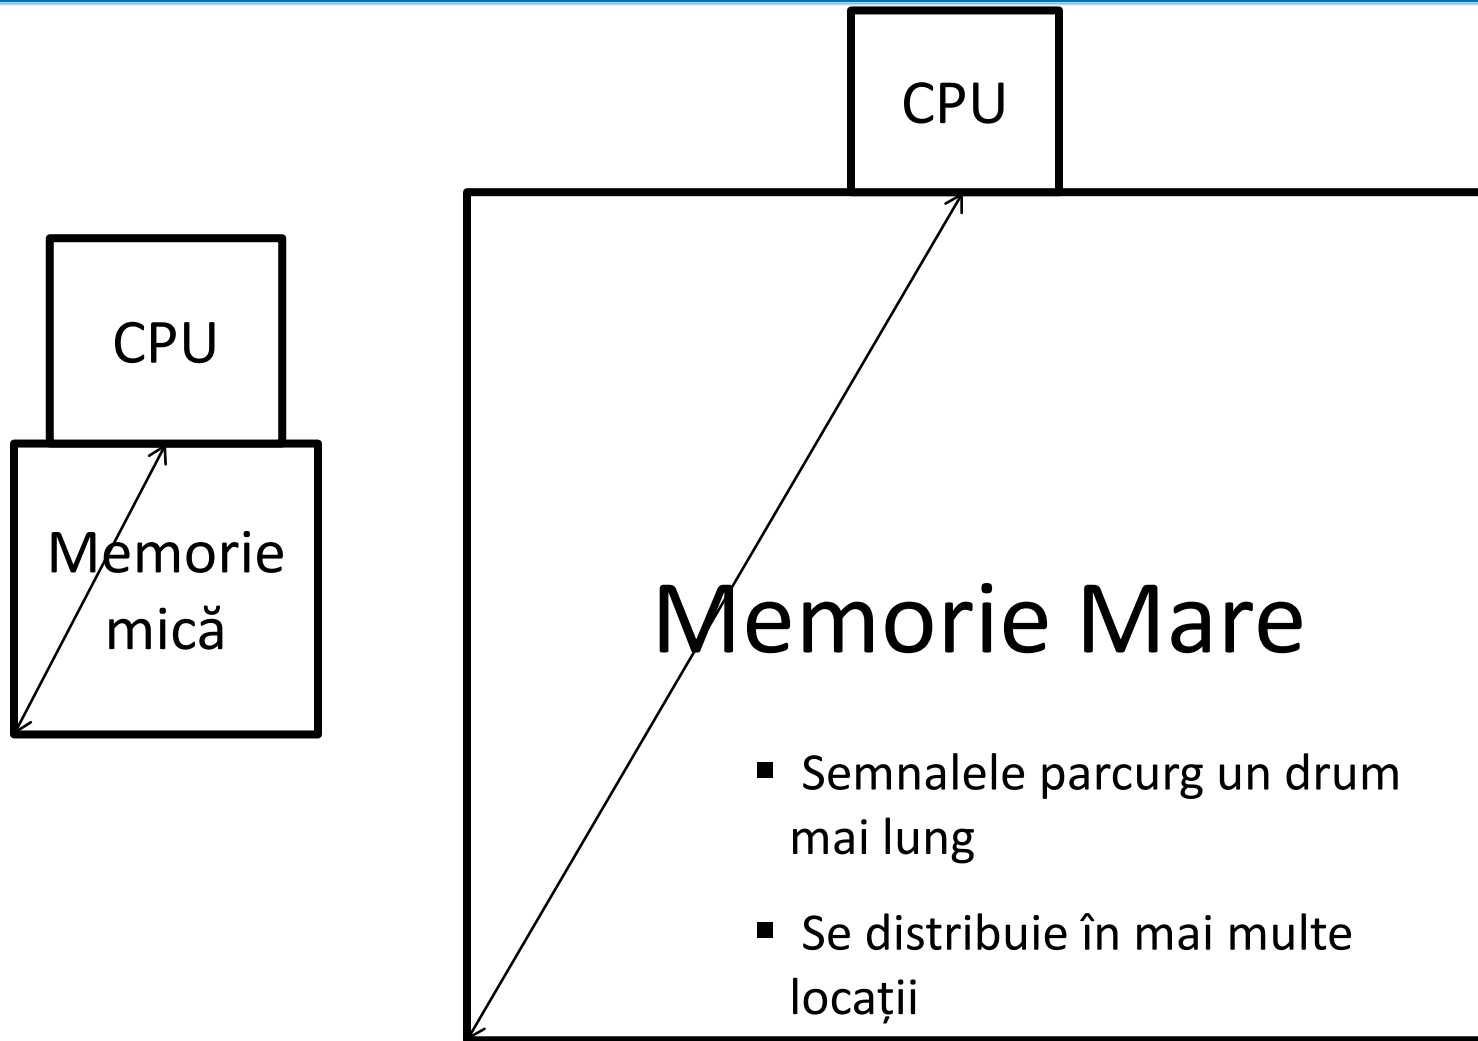 CPU
Memorie
mică
CPU
Memorie Mare
▪ Semnalele parcurg un drum
mai lung
▪ Se distribuie în mai multe
locații